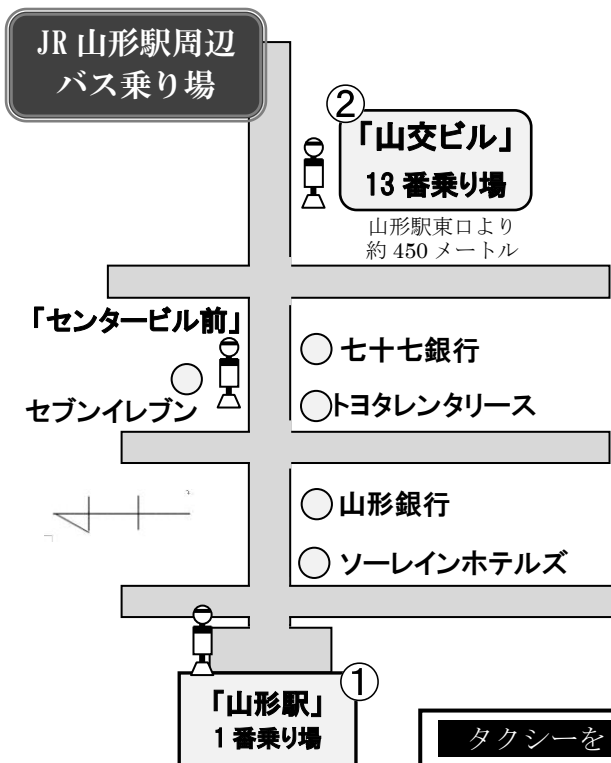 JR 山形駅周辺
バス乗り場
②
「山交ビル」
13 番乗り場
山形駅東口より
約 450 メートル
「センタービル前」
七十七銀行
セブンイレブン
トヨタレンタリース
山形銀行
ソーレインホテルズ
①
「山形駅」
1 番乗り場
タクシーを